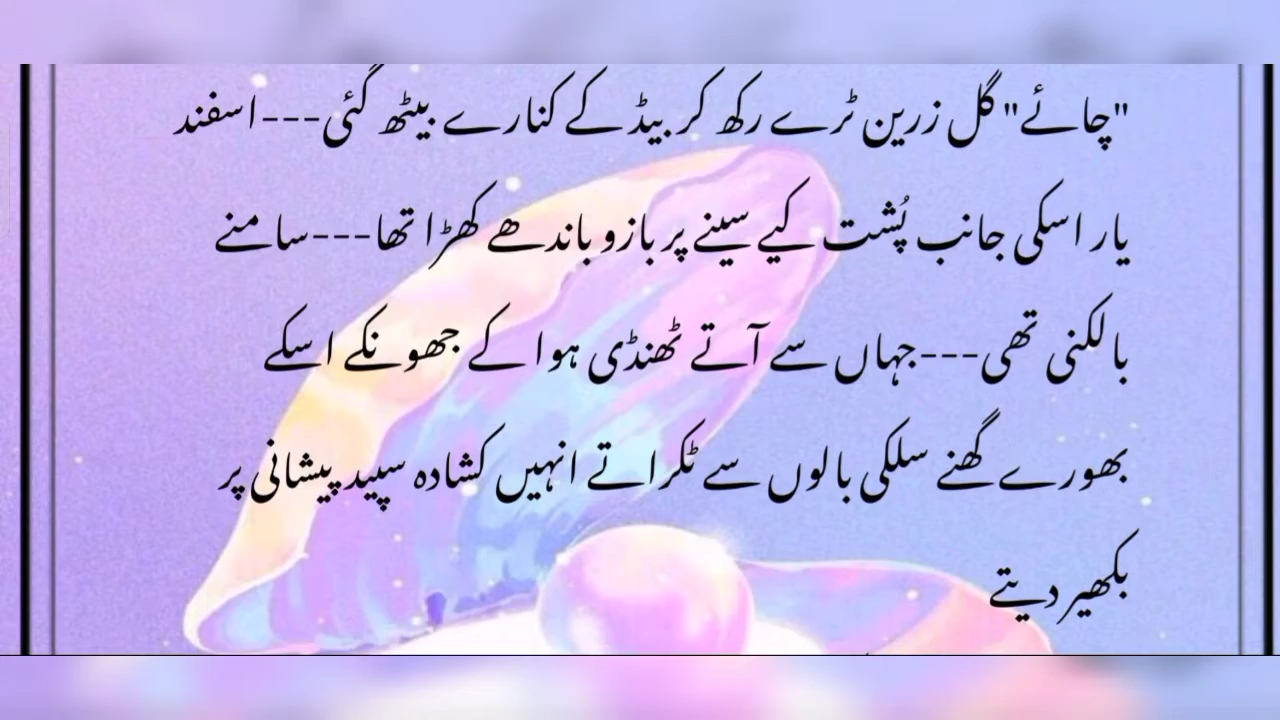 "چائے" گل زرین ٹرے رکھ کر بیڈ کے کنارے بیٹھ گئی---اسفند
یار اسکی جانب پُشت کیے سینے پر بازو باندھے کھڑا تھا---سامنے
بالکنی تھی---جہاں سے آتے ٹھنڈی ہوا کے جھونکے اسکے
بھورے گھنے سلکی بالوں سے ٹکراتے انہیں کشادہ سپید پیشانی پر
بکھیر دیتے